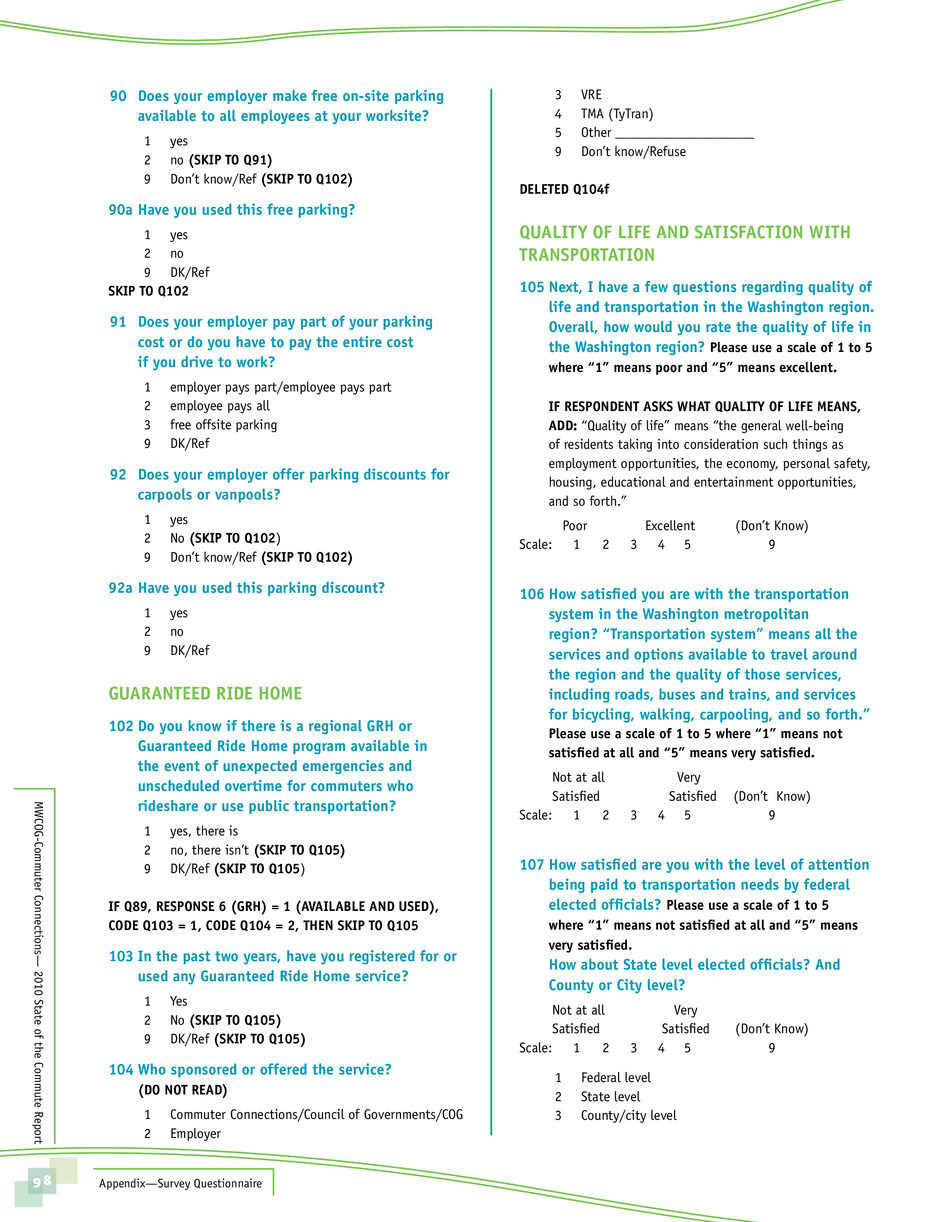 90 Does your employer make free on-site parking
available to all employees at your worksite?
1 yes
2 no (SKIP TO Q91)
9 Don’t know/Ref (SKIP TO Q102)
90a Have you used this free parking?
1 yes
2 no
9 DK/Ref
SKIP TO Q102
91 Does your employer pay part of your parking
cost or do you have to pay the entire cost
if you drive to work?
1 employer pays part/employee pays part
2 employee pays all
3 free offsite parking
9 DK/Ref
92 Does your employer offer parking discounts for
carpools or vanpools?
1 yes
2 No (SKIP TO Q102)
9 Don’t know/Ref (SKIP TO Q102)
92a Have you used this parking discount?
1 yes
2 no
9 DK/Ref
GUARANTEED RIDE HOME
102 Do you know if there is a regional GRH or
Guaranteed Ride Home program available in
the event of unexpected emergencies and
unscheduled overtime for commuters who
rideshare or use public transportation?
1 yes, there is
2 no, there isn’t (SKIP TO Q105)
9 DK/Ref (SKIP TO Q105)
IF Q89, RESPONSE 6 (GRH) = 1 (AVAILABLE AND USED),
CODE Q103 = 1, CODE Q104 = 2, THEN SKIP TO Q105
103 In the past two years, have you registered for or
used any Guaranteed Ride Home service?
1 Yes
2 No (SKIP TO Q105)
9 DK/Ref (SKIP TO Q105)
104 Who sponsored or offered the service?
(DO NOT READ)
1 Commuter Connections/Council of Governments/COG
2 Employer
3 VRE
4 TMA (TyTran)
5 Other ____________________
9 Don’t know/Refuse
DELETED Q104f
QUALITY OF LIFE AND SATISFACTION WITH
TRANSPORTATION
105 Next, I have a few questions regarding quality of
life and transportation in the Washington region.
Overall, how would you rate the quality of life in
the Washington region? Please use a scale of 1 to 5
where “1” means poor and “5” means excellent.
IF RESPONDENT ASKS WHAT QUALITY OF LIFE MEANS,
ADD: “Quality of life” means “the general well-being
of residents taking into consideration such things as
employment opportunities, the economy, personal safety,
housing, educational and entertainment opportunities,
and so forth.”
Poor Excellent (Don’t Know)
Scale: 1 2 3 4 5 9
106 How satisfied you are with the transportation
system in the Washington metropolitan
region? “Transportation system” means all the
services and options available to travel around
the region and the quality of those services,
including roads, buses and trains, and services
for bicycling, walking, carpooling, and so forth.”
Please use a scale of 1 to 5 where “1” means not
satisfied at all and “5” means very satisfied.
Not at all Very
Satisfied Satisfied (Don’t Know)
Scale: 1 2 3 4 5 9
107 How satisfied are you with the level of attention
being paid to transportation needs by federal
elected officials? Please use a scale of 1 to 5
where “1” means not satisfied at all and “5” means
very satisfied.
How about State level elected officials? And
County or City level?
Not at all Very
Satisfied Satisfied (Don’t Know)
Scale: 1 2 3 4 5 9
1 Federal level
2 State level
3 County/city level
MWCOG-Commuter Connections— 2010 State of the Commute Report
98
Appendix—Survey Questionnaire